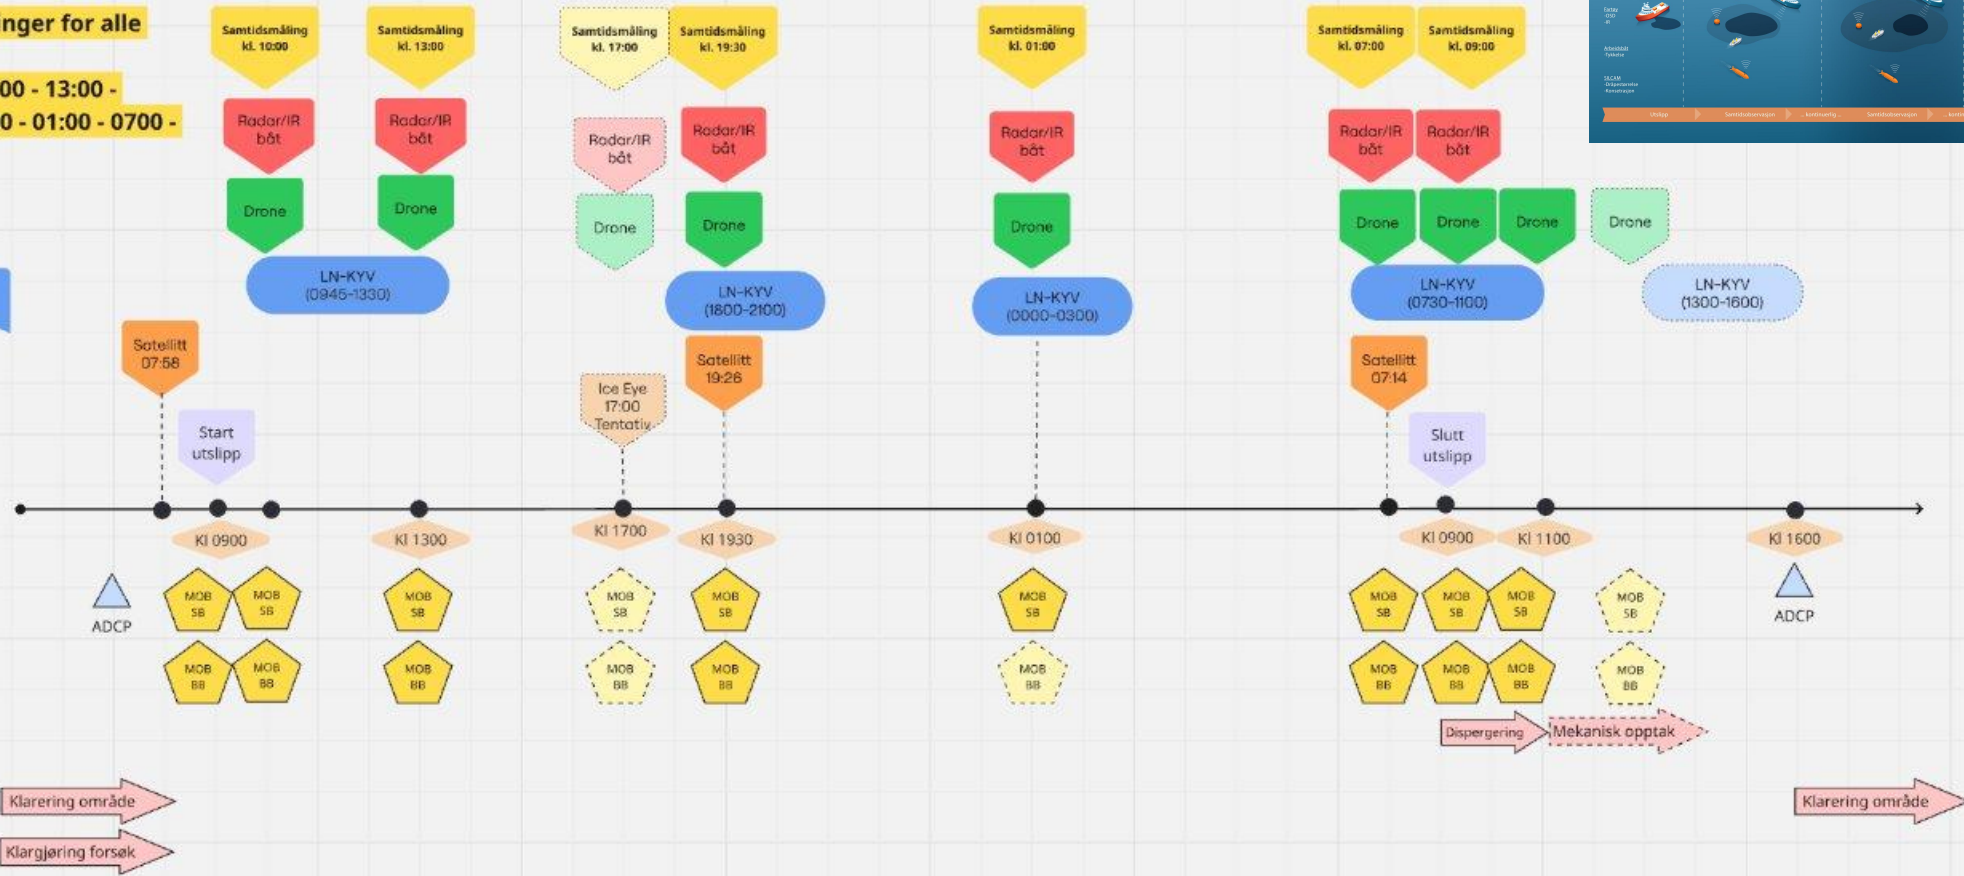 nger for alle
00 - 13:00 -
0 - 01:00 - 0700 -
Samtidsmåling
kl. 10:00
Samtidsmåling
kl. 13:00
Samtidsmåling
kl. 17:00
Samtidsmåling
kl. 19:30
Samtidsmåling
kl. 01:00
Samtidsmåling
kl. 07:00
Samtidsmåling
kl. 09:00
Radar/IR
båt
Radar/IR
båt
Radar/IR
båt
Radar/IR
båt
Radar/IR
båt
Radar/IR
båt
Radar/IR
båt
Drone
Drone
Drone
Drone
Drone
Drone
Drone
Drone
Drone
LN-KYV
(0945-1330)
LN-KYV
(1800-2100)
LN-KYV
(0000-0300)
LN-KYV
(0730-1100)
LN-KYV
(1300-1600)
Satellitt
07:58
Ice Eye
17:00
Tentativ
Satellitt
19:26
Satellitt
07:14
Start
utslipp
Slutt
utslipp
Kl 0900
Kl 1300
Kl 1700
Kl 1930
Kl 0100
Kl 0900
Kl 1100
Kl 1600
ADCP
MOB
SB
MOB
SB
MOB
SB
MOB
SB
MOB
SB
MOB
SB
MOB
SB
MOB
SB
MOB
SB
MOB
SB
ADCP
MOB
BB
MOB
BB
MOB
BB
MOB
BB
MOB
BB
MOB
BB
MOB
BB
MOB
BB
MOB
BB
MOB
BB
Dispergering
Mekanisk opptak
Klarering område
Klargjøring forsøk
Klarering område
Utslipp
Samtidsobservasjon
... kontinuerlig ...
Samtidsobservasjon